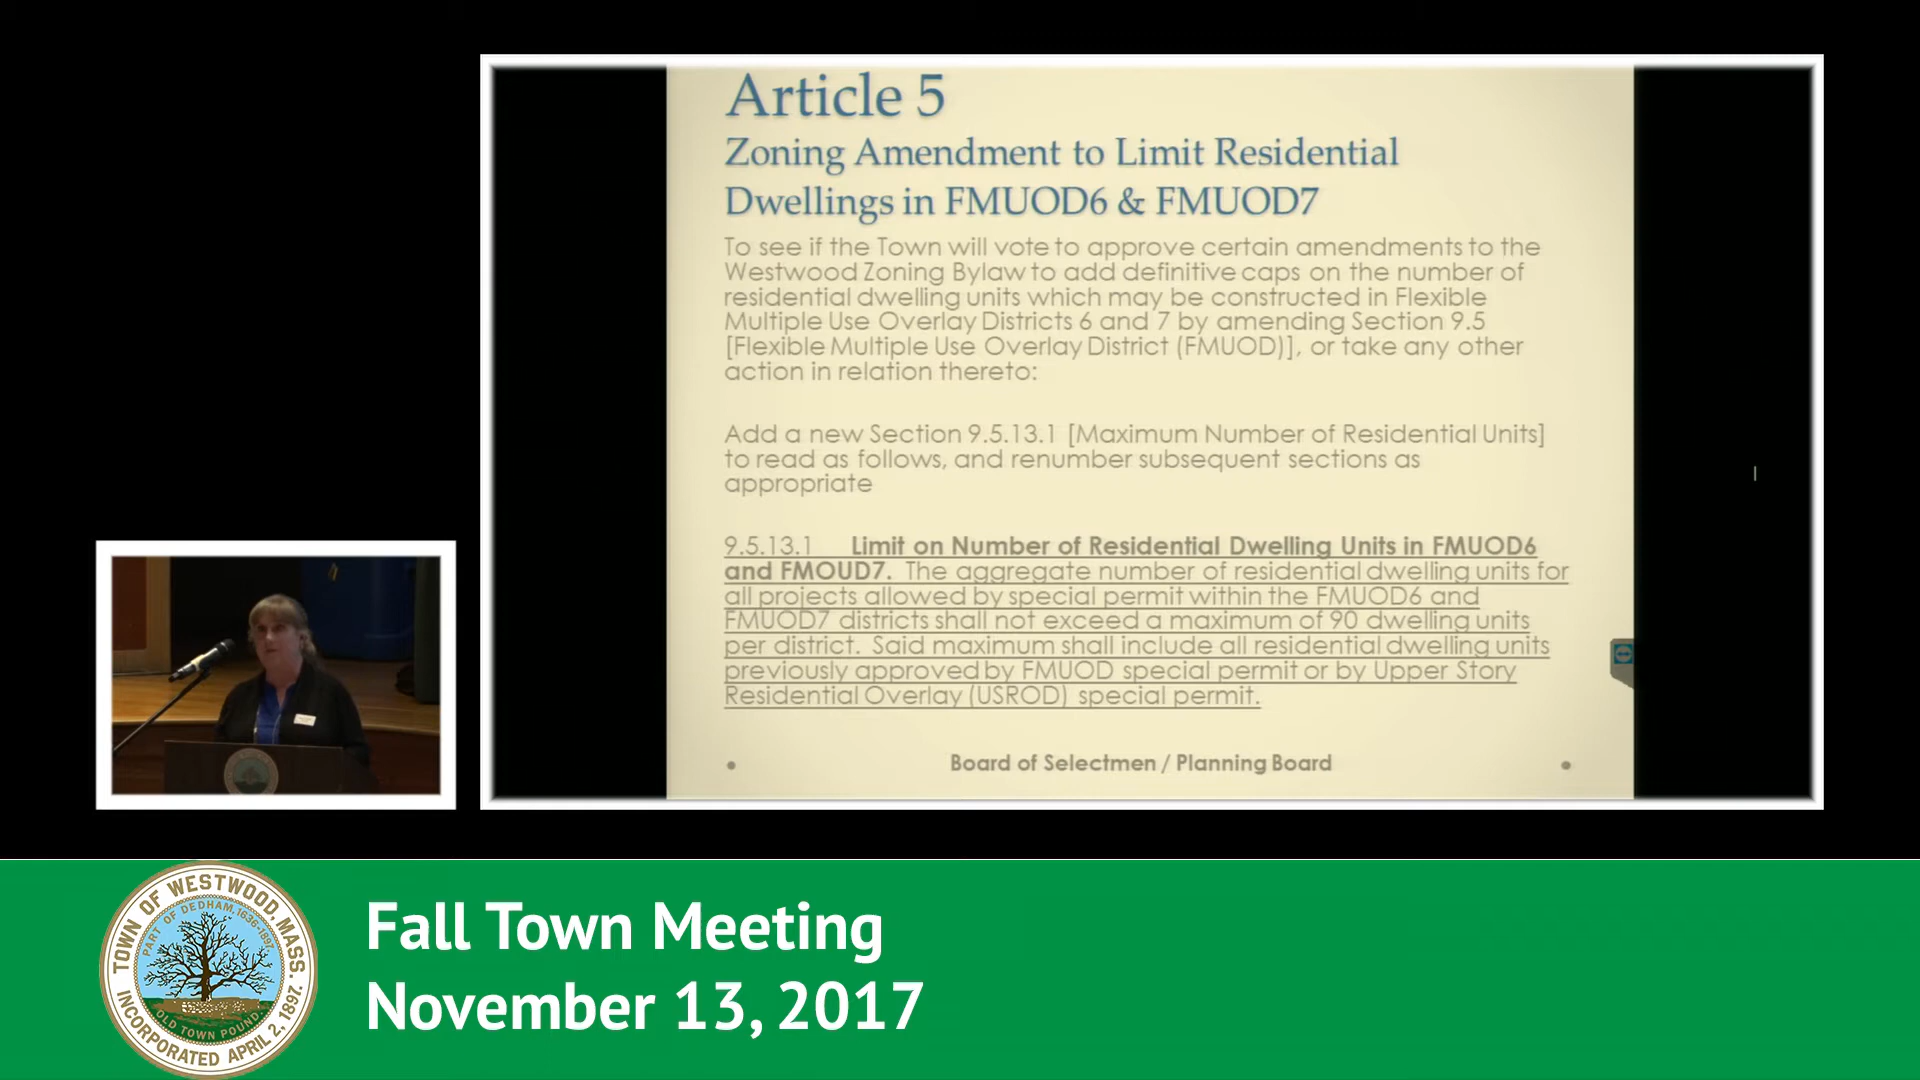 Article 5
Zoning Amendment to Limit Residential
Dwellings in FMUOD6 & FMUOD7
To see if the Town will vote to approve certain amendments to the
Westwood Zoning Bylaw to add definitive caps on the number of
residential dwelling units which may be constructed in Flexible
Multiple Use Overlay Districts 6 and 7 by amending Section 9.5
[Flexible Multiple Use Overlay District (FMUOD)], or take any other
action in relation thereto:
Add a new Section 9.5.13.1 [Maximum Number of Residential Units]
to read as follows, and renumber subsequent sections as
appropriate
9.5.13.1 Limit on Number of Residential Dwelling Units in FMUOD6
and FMOUD7. The aggregate number of residential dwelling units for
all projects allowed by special permit within the FMUOD6 and
FMUOD7 districts shall not exceed a maximum of 90 dwelling units
per district. Said maximum shall include all residential dwelling units
previously approved by FMUOD special permit or by Upper Story
Residential Overlay (USROD) special permit.
• Board of Selectmen / Planning Board •
TOWN OF WESTWOOD, MASS.
PART OF DEDHAM, 1636-1897.
OLD TOWN POUND.
INCORPORATED APRIL 2, 1897.
Fall Town Meeting
November 13, 2017